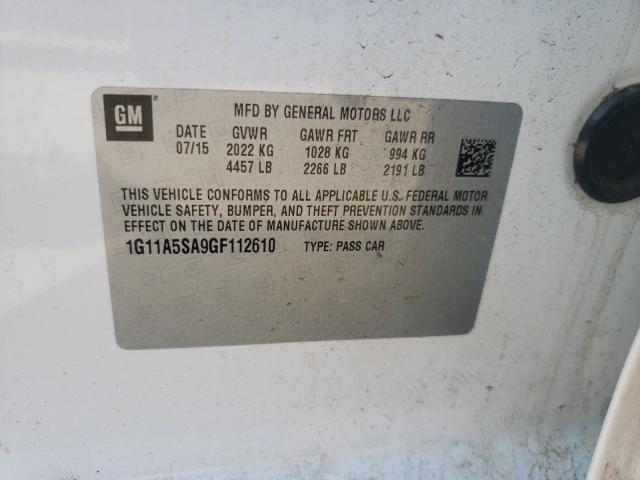 GM ®
MFD BY GENERAL MOTORS LLC
DATE GVWR GAWR FRT GAWR RR
07/15 2022 KG 1028 KG 994 KG
4457 LB 2266 LB 2191 LB
THIS VEHICLE CONFORMS TO ALL APPLICABLE U.S. FEDERAL MOTOR
VEHICLE SAFETY, BUMPER, AND THEFT PREVENTION STANDARDS IN
EFFECT ON THE DATE OF MANUFACTURE SHOWN ABOVE.
1G11A5SA9GF112610 TYPE: PASS CAR